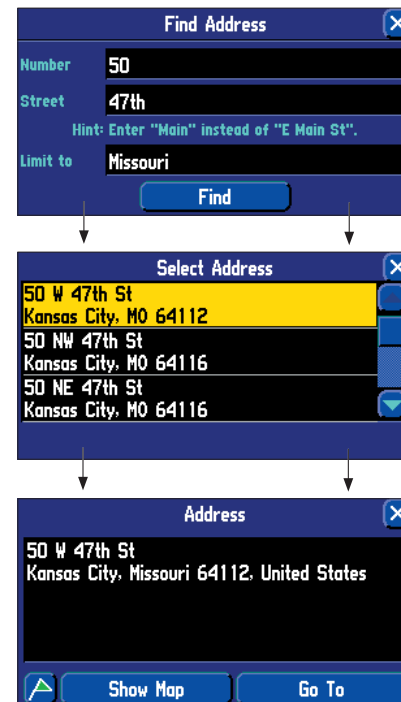 Find Address
Number 50
Street 47th
Hint: Enter "Main" instead of "E Main St".
Limit to Missouri
Find
Select Address
50 W 47th St
Kansas City, MO 64112
50 NW 47th St
Kansas City, MO 64116
50 NE 47th St
Kansas City, MO 64116
Address
50 W 47th St
Kansas City, Missouri 64112, United States
Show Map Go To